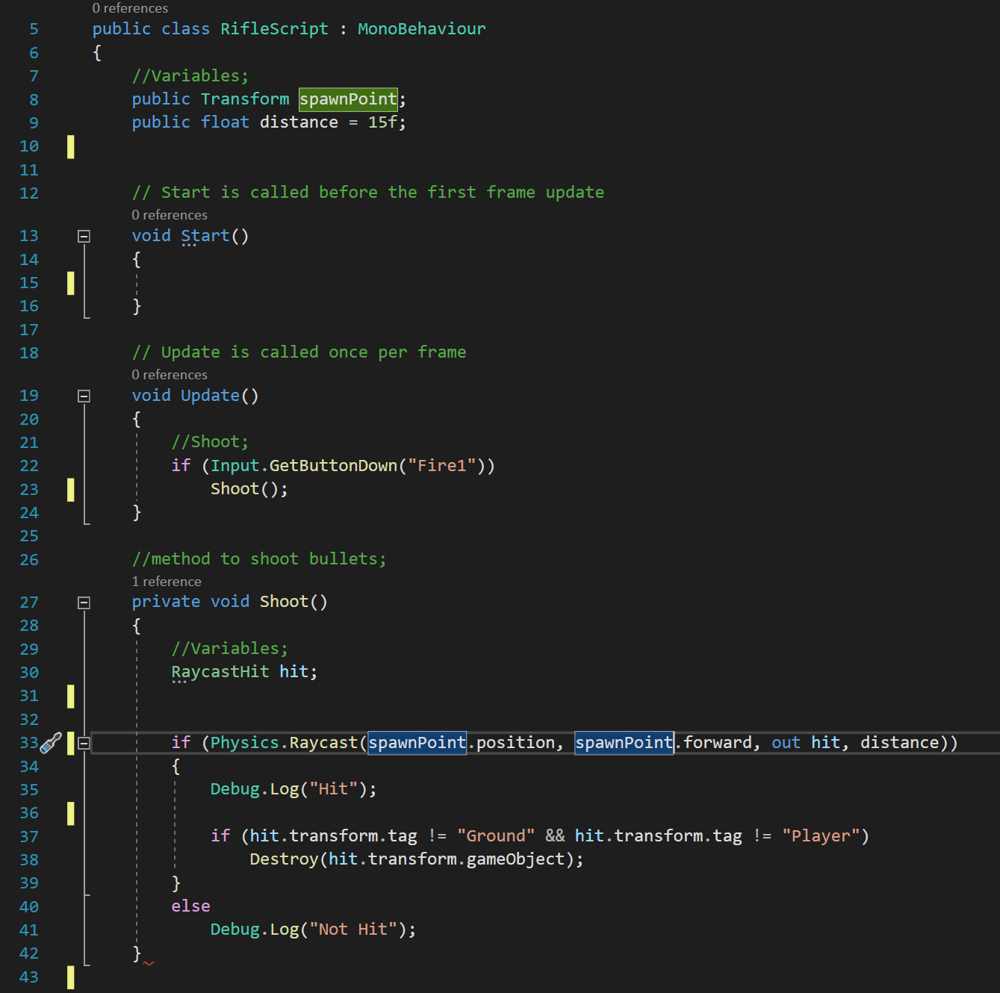 0 references
5 public class RifleScript : MonoBehaviour
6 {
7 //Variables;
8 public Transform spawnPoint;
9 public float distance = 15f;
10
11
12 // Start is called before the first frame update
0 references
13 void Start()
14 {
15
16 }
17
18 // Update is called once per frame
0 references
19 void Update()
20 {
21 //Shoot;
22 if (Input.GetButtonDown("Fire1"))
23 Shoot();
24 }
25
26 //method to shoot bullets;
1 reference
27 private void Shoot()
28 {
29 //Variables;
30 RaycastHit hit;
31
32
33 if (Physics.Raycast(spawnPoint.position, spawnPoint.forward, out hit, distance))
34 {
35 Debug.Log("Hit");
36
37 if (hit.transform.tag != "Ground" && hit.transform.tag != "Player")
38 Destroy(hit.transform.gameObject);
39 }
40 else
41 Debug.Log("Not Hit");
42 }
43